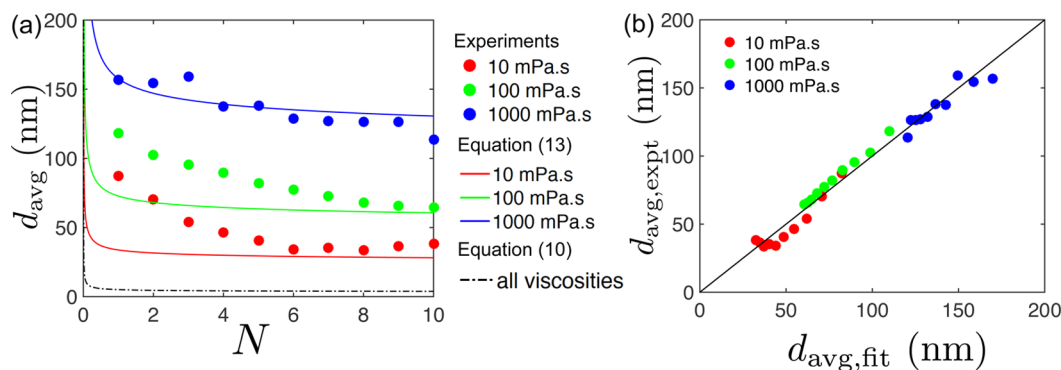 (a)
200
150
100
50
0
0 2 4 6 8 10
d_avg (nm)
N
Experiments
10 mPa.s
100 mPa.s
1000 mPa.s
Equation (13)
10 mPa.s
100 mPa.s
1000 mPa.s
Equation (10)
all viscosities
(b)
10 mPa.s
100 mPa.s
1000 mPa.s
200
150
100
50
0
0 50 100 150 200
d_avg,expt (nm)
d_avg,fit (nm)